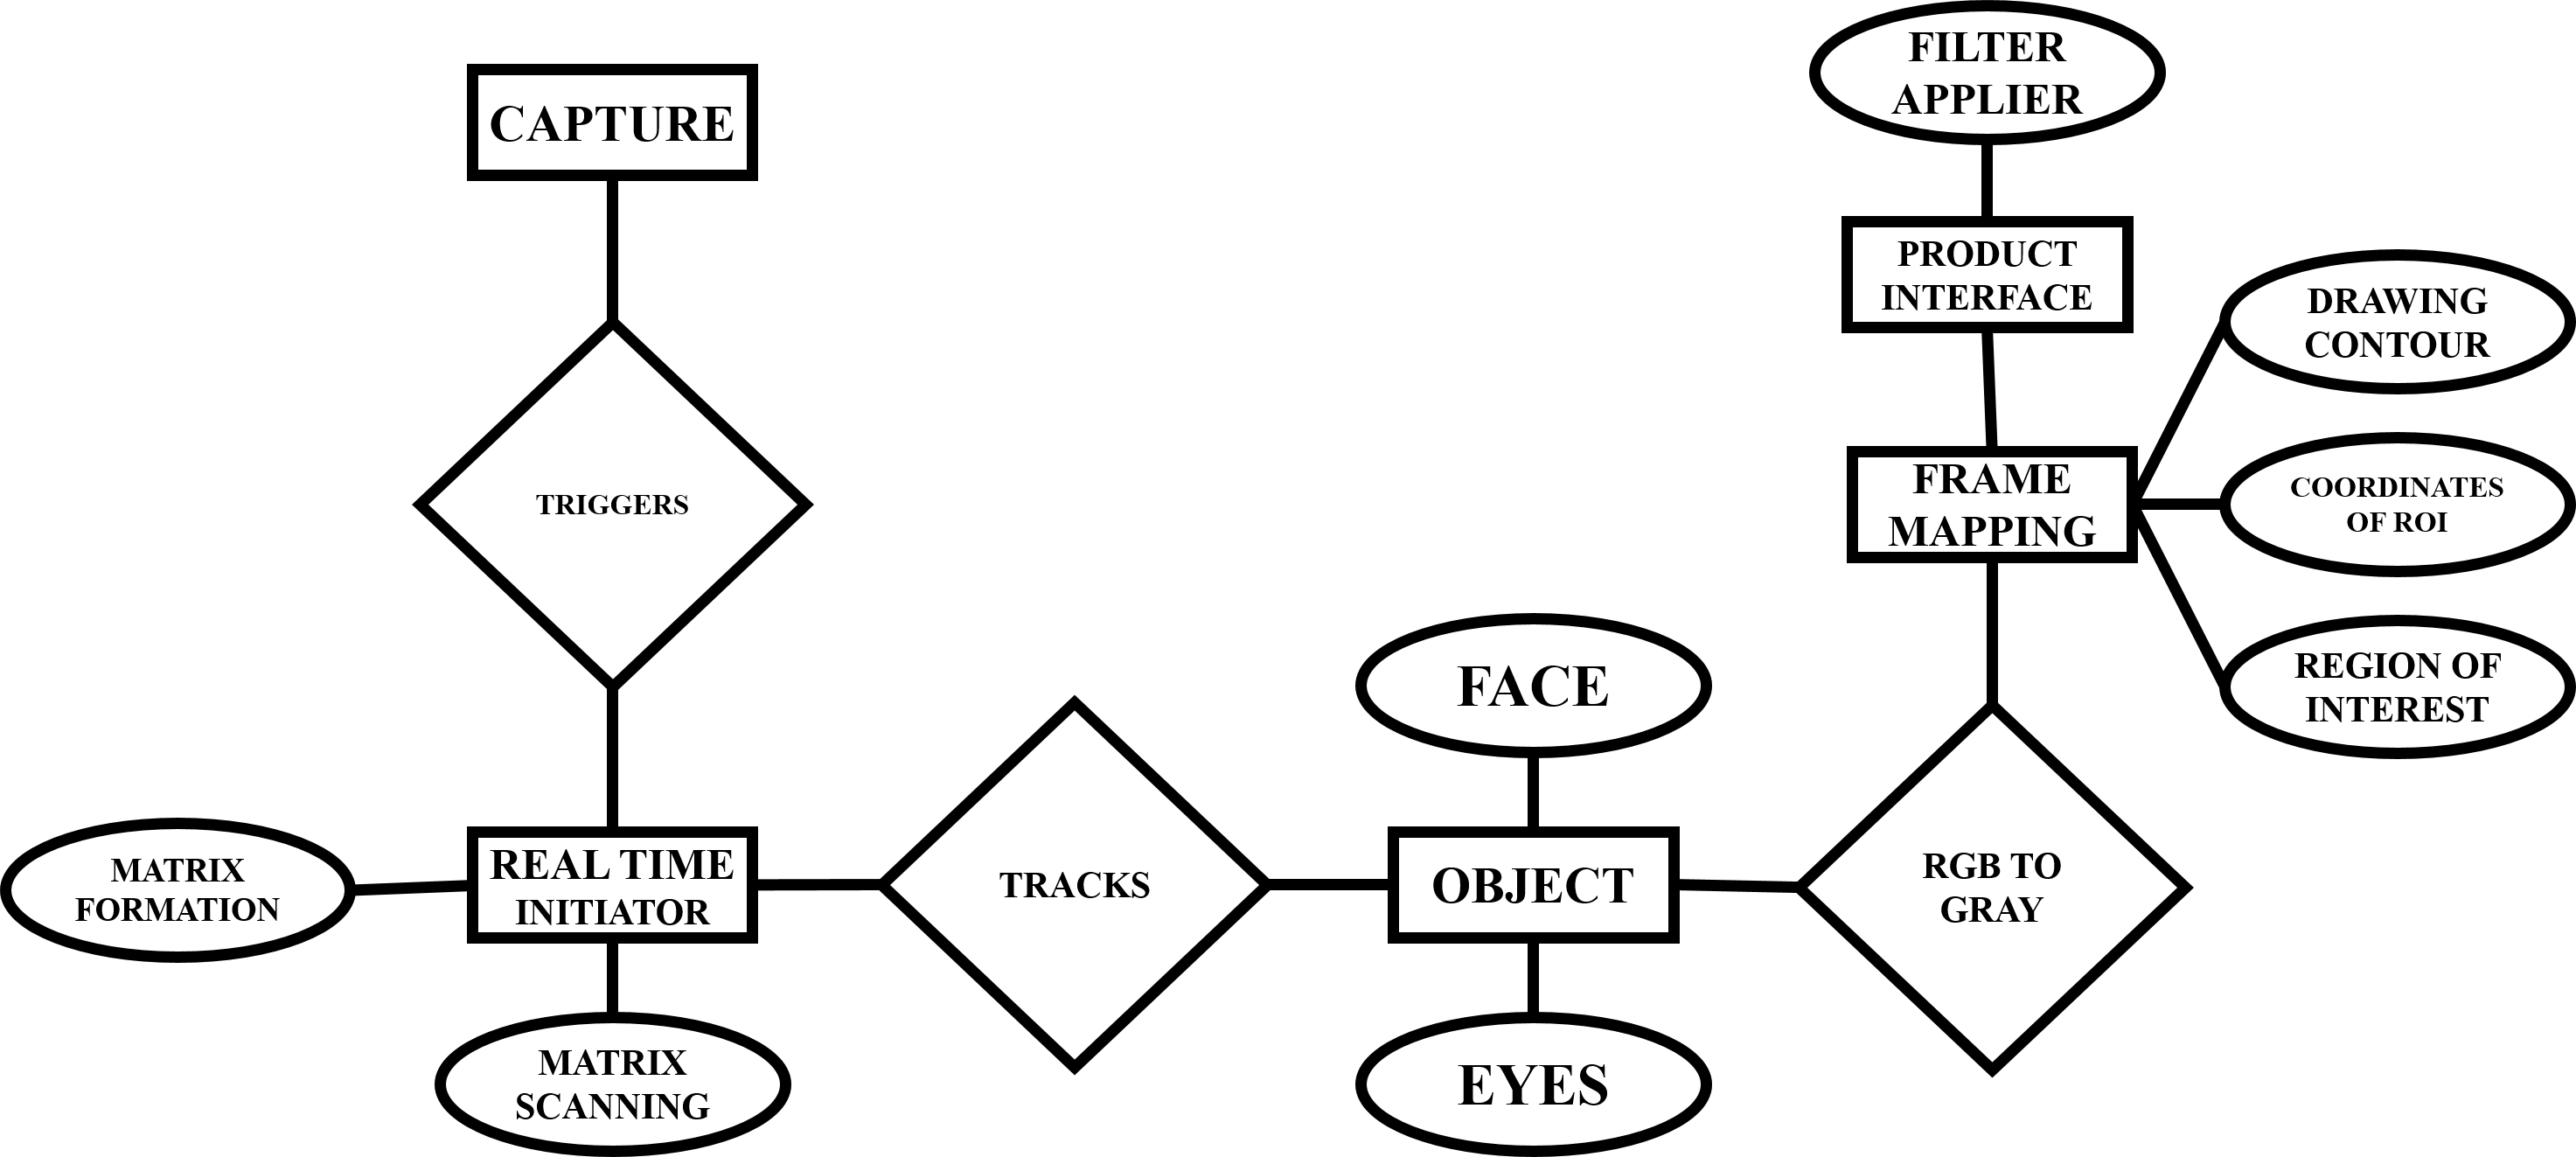 FILTER
APPLIER
CAPTURE
PRODUCT
INTERFACE
DRAWING
CONTOUR
TRIGGERS
FRAME
MAPPING
COORDINATES
OF ROI
FACE
REGION OF
INTEREST
MATRIX
FORMATION
REAL TIME
INITIATOR
TRACKS
OBJECT
RGB TO
GRAY
MATRIX
SCANNING
EYES